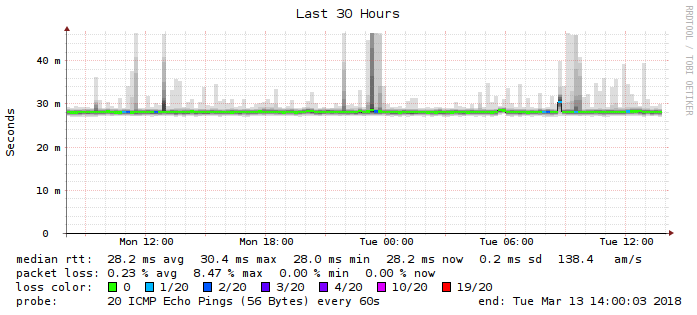 Last 30 Hours
RRDTOOL / TOBI OETIKER
Seconds
40 m
30 m
20 m
10 m
0
Mon 12:00 Mon 18:00 Tue 00:00 Tue 06:00 Tue 12:00
median rtt: 28.2 ms avg 30.4 ms max 28.0 ms min 28.2 ms now 0.2 ms sd 138.4 am/s
packet loss: 0.23 % avg 8.47 % max 0.00 % min 0.00 % now
loss color: 0 1/20 2/20 3/20 4/20 10/20 19/20
probe: 20 ICMP Echo Pings (56 Bytes) every 60s end: Tue Mar 13 14:00:03 2018